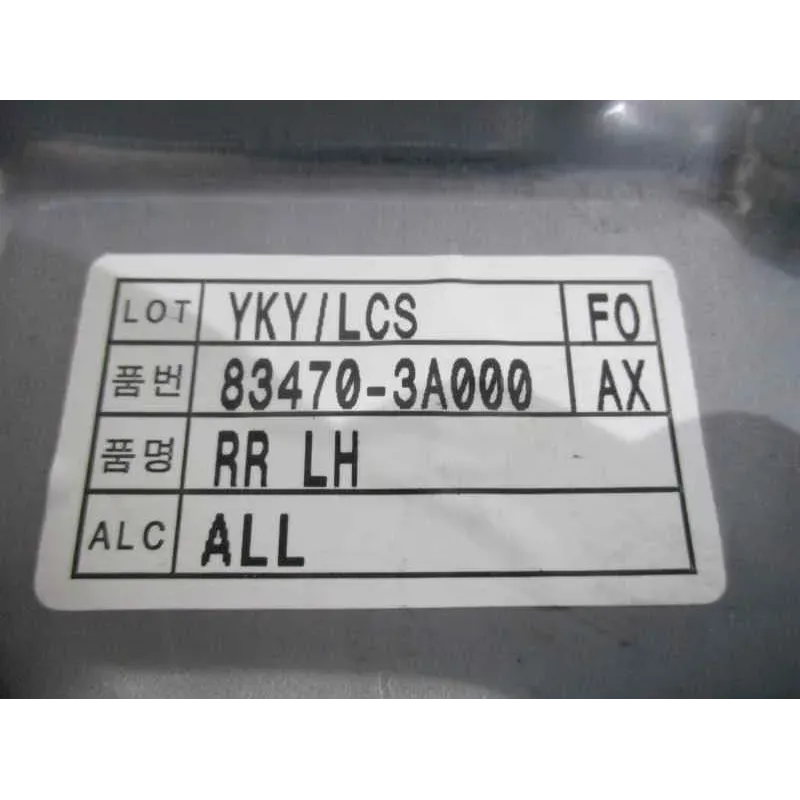 LOT YKY/LCS FO
품번 83470-3A000 AX
품명 RR LH
ALC ALL